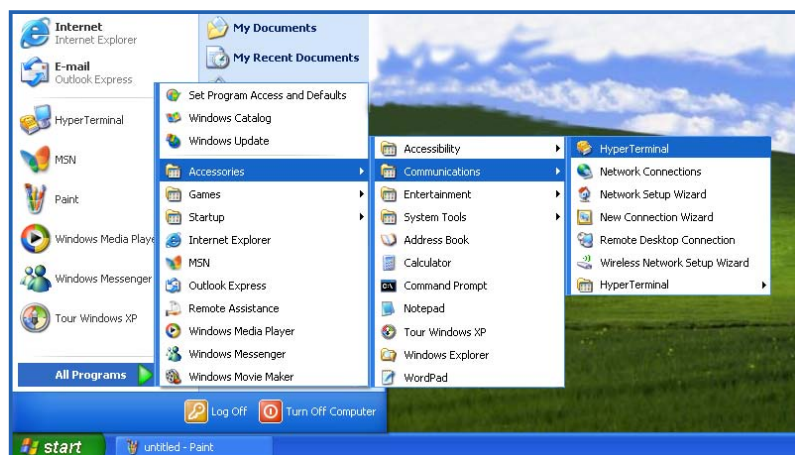 Internet
Internet Explorer
E-mail
Outlook Express
HyperTerminal
MSN
Paint
Windows Media Playe
Windows Messenger
Tour Windows XP
All Programs
My Documents
My Recent Documents
Set Program Access and Defaults
Windows Catalog
Windows Update
Accessories
Games
Startup
Internet Explorer
MSN
Outlook Express
Remote Assistance
Windows Media Player
Windows Messenger
Windows Movie Maker
Accessibility
Communications
Entertainment
System Tools
Address Book
Calculator
Command Prompt
Notepad
Tour Windows XP
Windows Explorer
WordPad
HyperTerminal
Network Connections
Network Setup Wizard
New Connection Wizard
Remote Desktop Connection
Wireless Network Setup Wizard
HyperTerminal
Log Off
Turn Off Computer
start
untitled - Paint